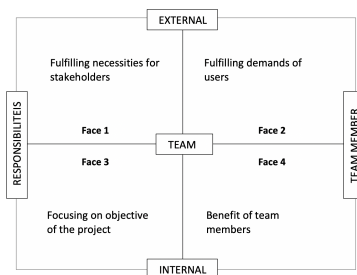 EXTERNAL
Fulfilling necessities for
stakeholders
Fulfilling demands of
users
RESPONSIBILITEIS
Face 1
Face 2
TEAM
TEAM MEMBER
Face 3
Face 4
Focusing on objective
of the project
Benefit of team
members
INTERNAL